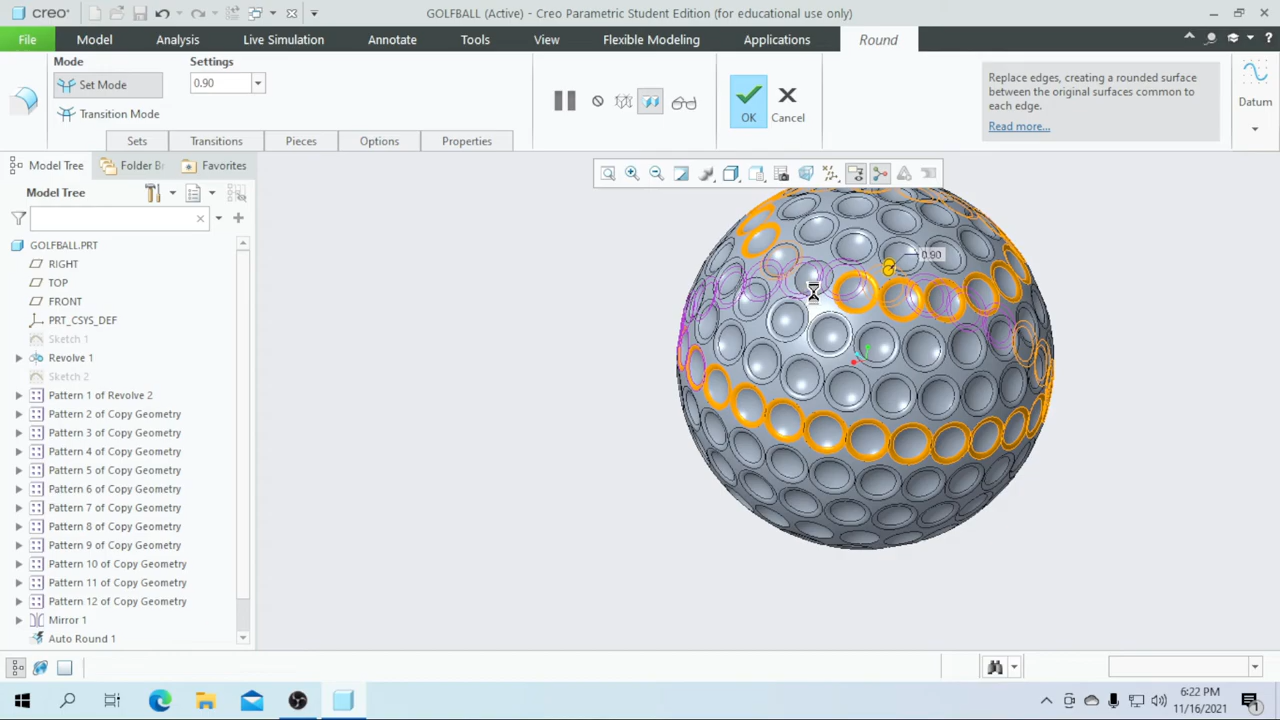 creo GOLFBALL (Active) - Creo Parametric Student Edition (for educational use only)
File Model Analysis Live Simulation Annotate Tools View Flexible Modeling Applications Round
Mode Settings
Set Mode 0.90
Transition Mode
OK Cancel
Replace edges, creating a rounded surface
between the original surfaces common to
each edge.
Read more...
Datum
Sets Transitions Pieces Options Properties
Model Tree Folder Br Favorites
Model Tree
GOLFBALL.PRT
RIGHT
TOP
FRONT
PRT_CSYS_DEF
Sketch 1
Revolve 1
Sketch 2
Pattern 1 of Revolve 2
Pattern 2 of Copy Geometry
Pattern 3 of Copy Geometry
Pattern 4 of Copy Geometry
Pattern 5 of Copy Geometry
Pattern 6 of Copy Geometry
Pattern 7 of Copy Geometry
Pattern 8 of Copy Geometry
Pattern 9 of Copy Geometry
Pattern 10 of Copy Geometry
Pattern 11 of Copy Geometry
Pattern 12 of Copy Geometry
Mirror 1
Auto Round 1
0.90
6:22 PM
11/16/2021